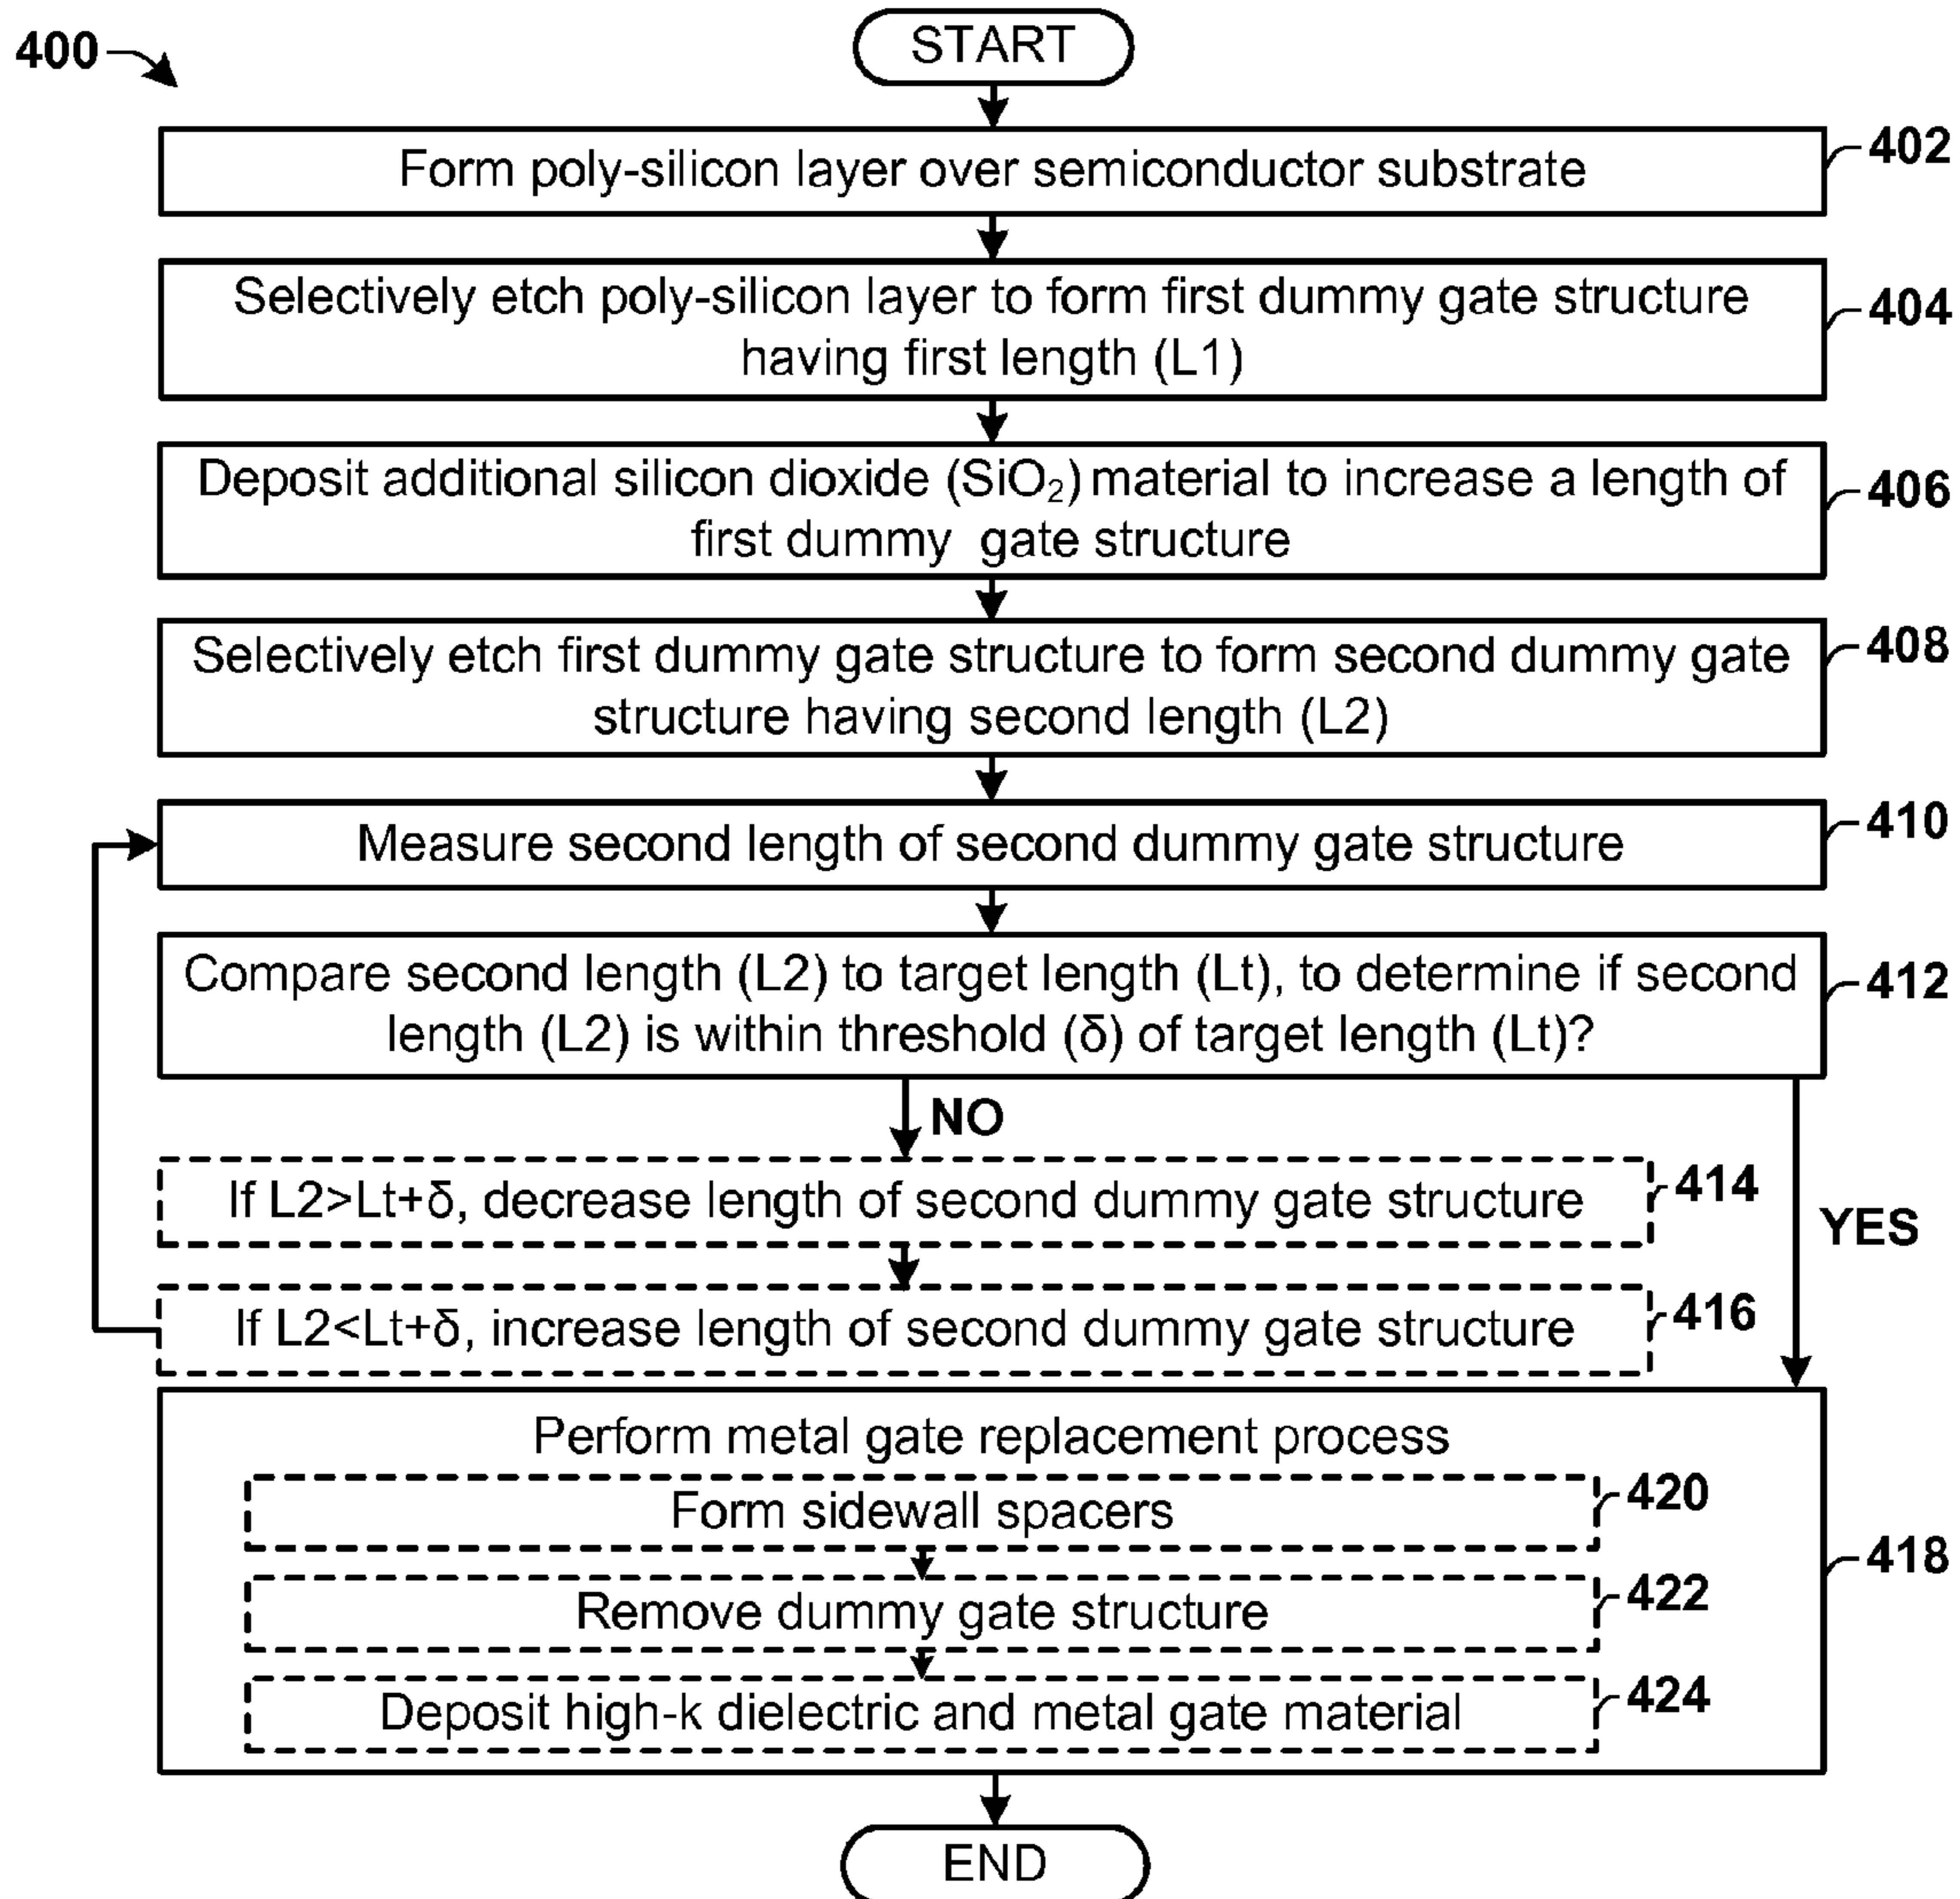 400
START
Form poly-silicon layer over semiconductor substrate
402
Selectively etch poly-silicon layer to form first dummy gate structure
having first length (L1)
404
Deposit additional silicon dioxide (SiO₂) material to increase a length of
first dummy gate structure
406
Selectively etch first dummy gate structure to form second dummy gate
structure having second length (L2)
408
Measure second length of second dummy gate structure
410
Compare second length (L2) to target length (Lt), to determine if second
length (L2) is within threshold (δ) of target length (Lt)?
412
NO
If L2>Lt+δ, decrease length of second dummy gate structure
414
YES
If L2<Lt+δ, increase length of second dummy gate structure
416
Perform metal gate replacement process
Form sidewall spacers
420
418
Remove dummy gate structure
422
Deposit high-k dielectric and metal gate material
424
END